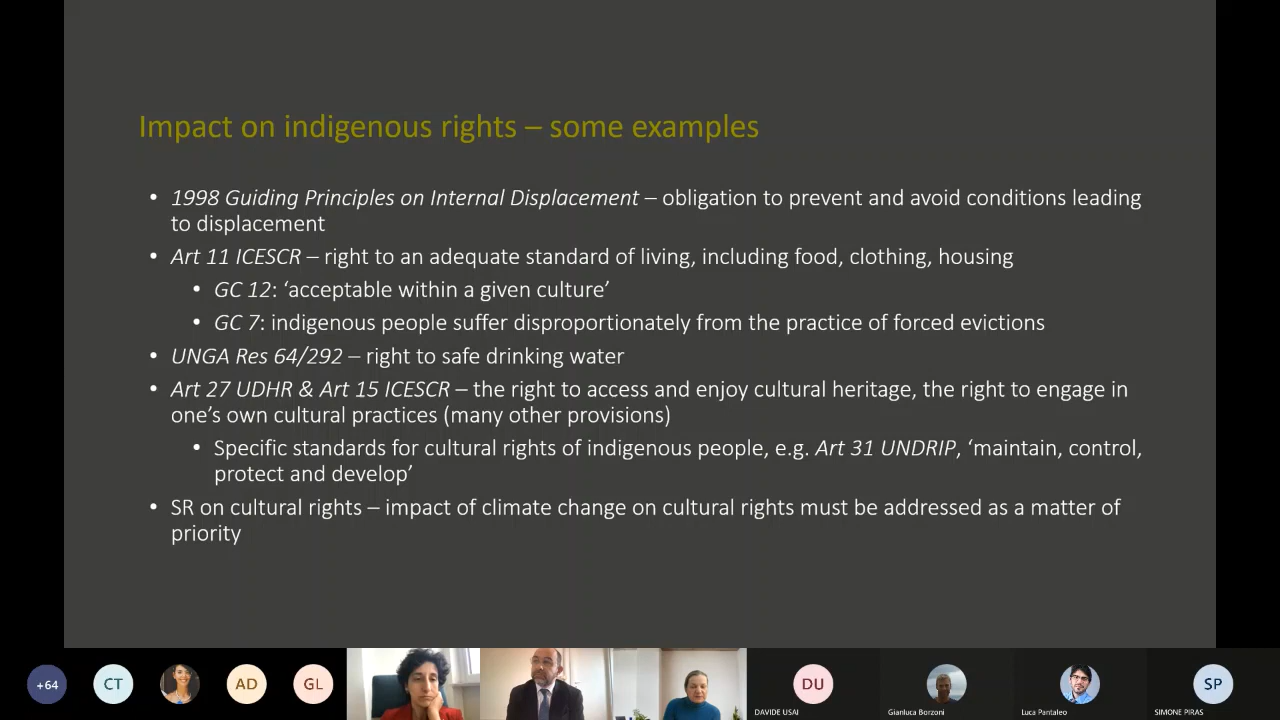 Impact on indigenous rights – some examples
• 1998 Guiding Principles on Internal Displacement – obligation to prevent and avoid conditions leading
to displacement
• Art 11 ICESCR – right to an adequate standard of living, including food, clothing, housing
• GC 12: ‘acceptable within a given culture’
• GC 7: indigenous people suffer disproportionately from the practice of forced evictions
• UNGA Res 64/292 – right to safe drinking water
• Art 27 UDHR & Art 15 ICESCR – the right to access and enjoy cultural heritage, the right to engage in
one’s own cultural practices (many other provisions)
• Specific standards for cultural rights of indigenous people, e.g. Art 31 UNDRIP, ‘maintain, control,
protect and develop’
• SR on cultural rights – impact of climate change on cultural rights must be addressed as a matter of
priority
+64 CT AD GL DU SP
DAVIDE USAI Gianluca Borzoni Luca Pantaleo SIMONE PIRAS